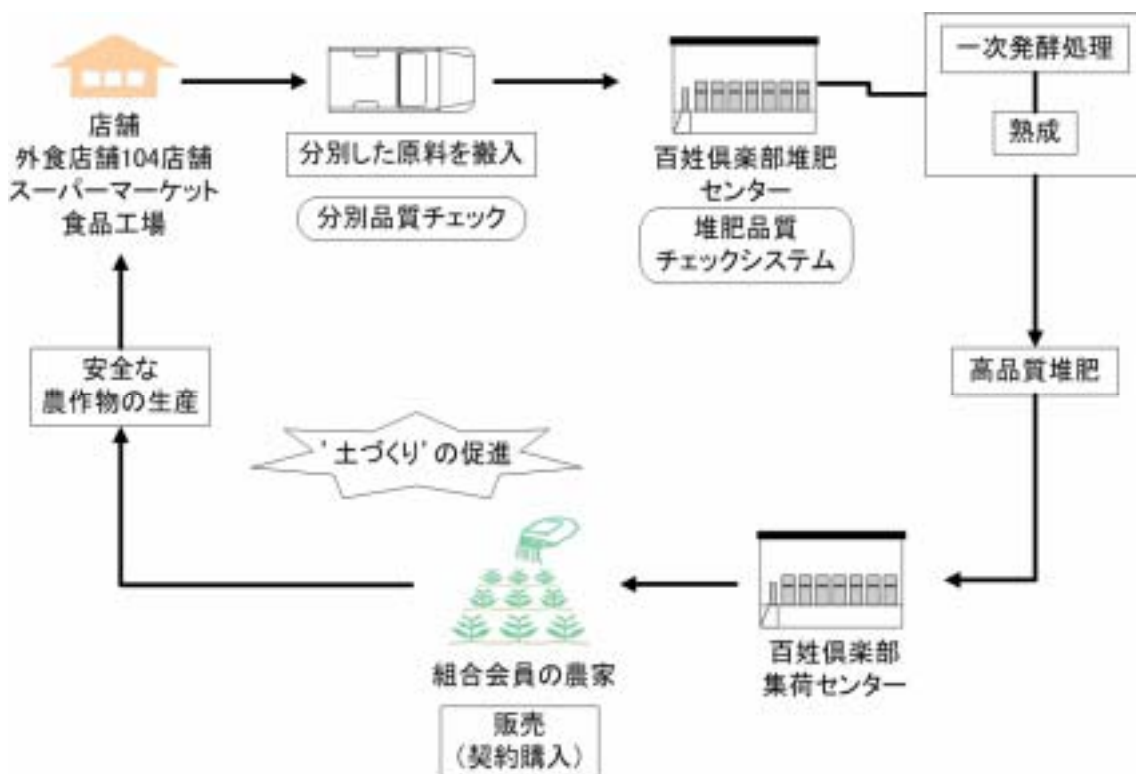 店舗
外食店舗104店舗
スーパーマーケット
食品工場
分別した原料を搬入
分別品質チェック
百姓倶楽部堆肥
センター
堆肥品質
チェックシステム
一次発酵処理
熟成
高品質堆肥
百姓倶楽部
集荷センター
'土づくり'の促進
組合会員の農家
販売
（契約購入）
安全な
農作物の生産